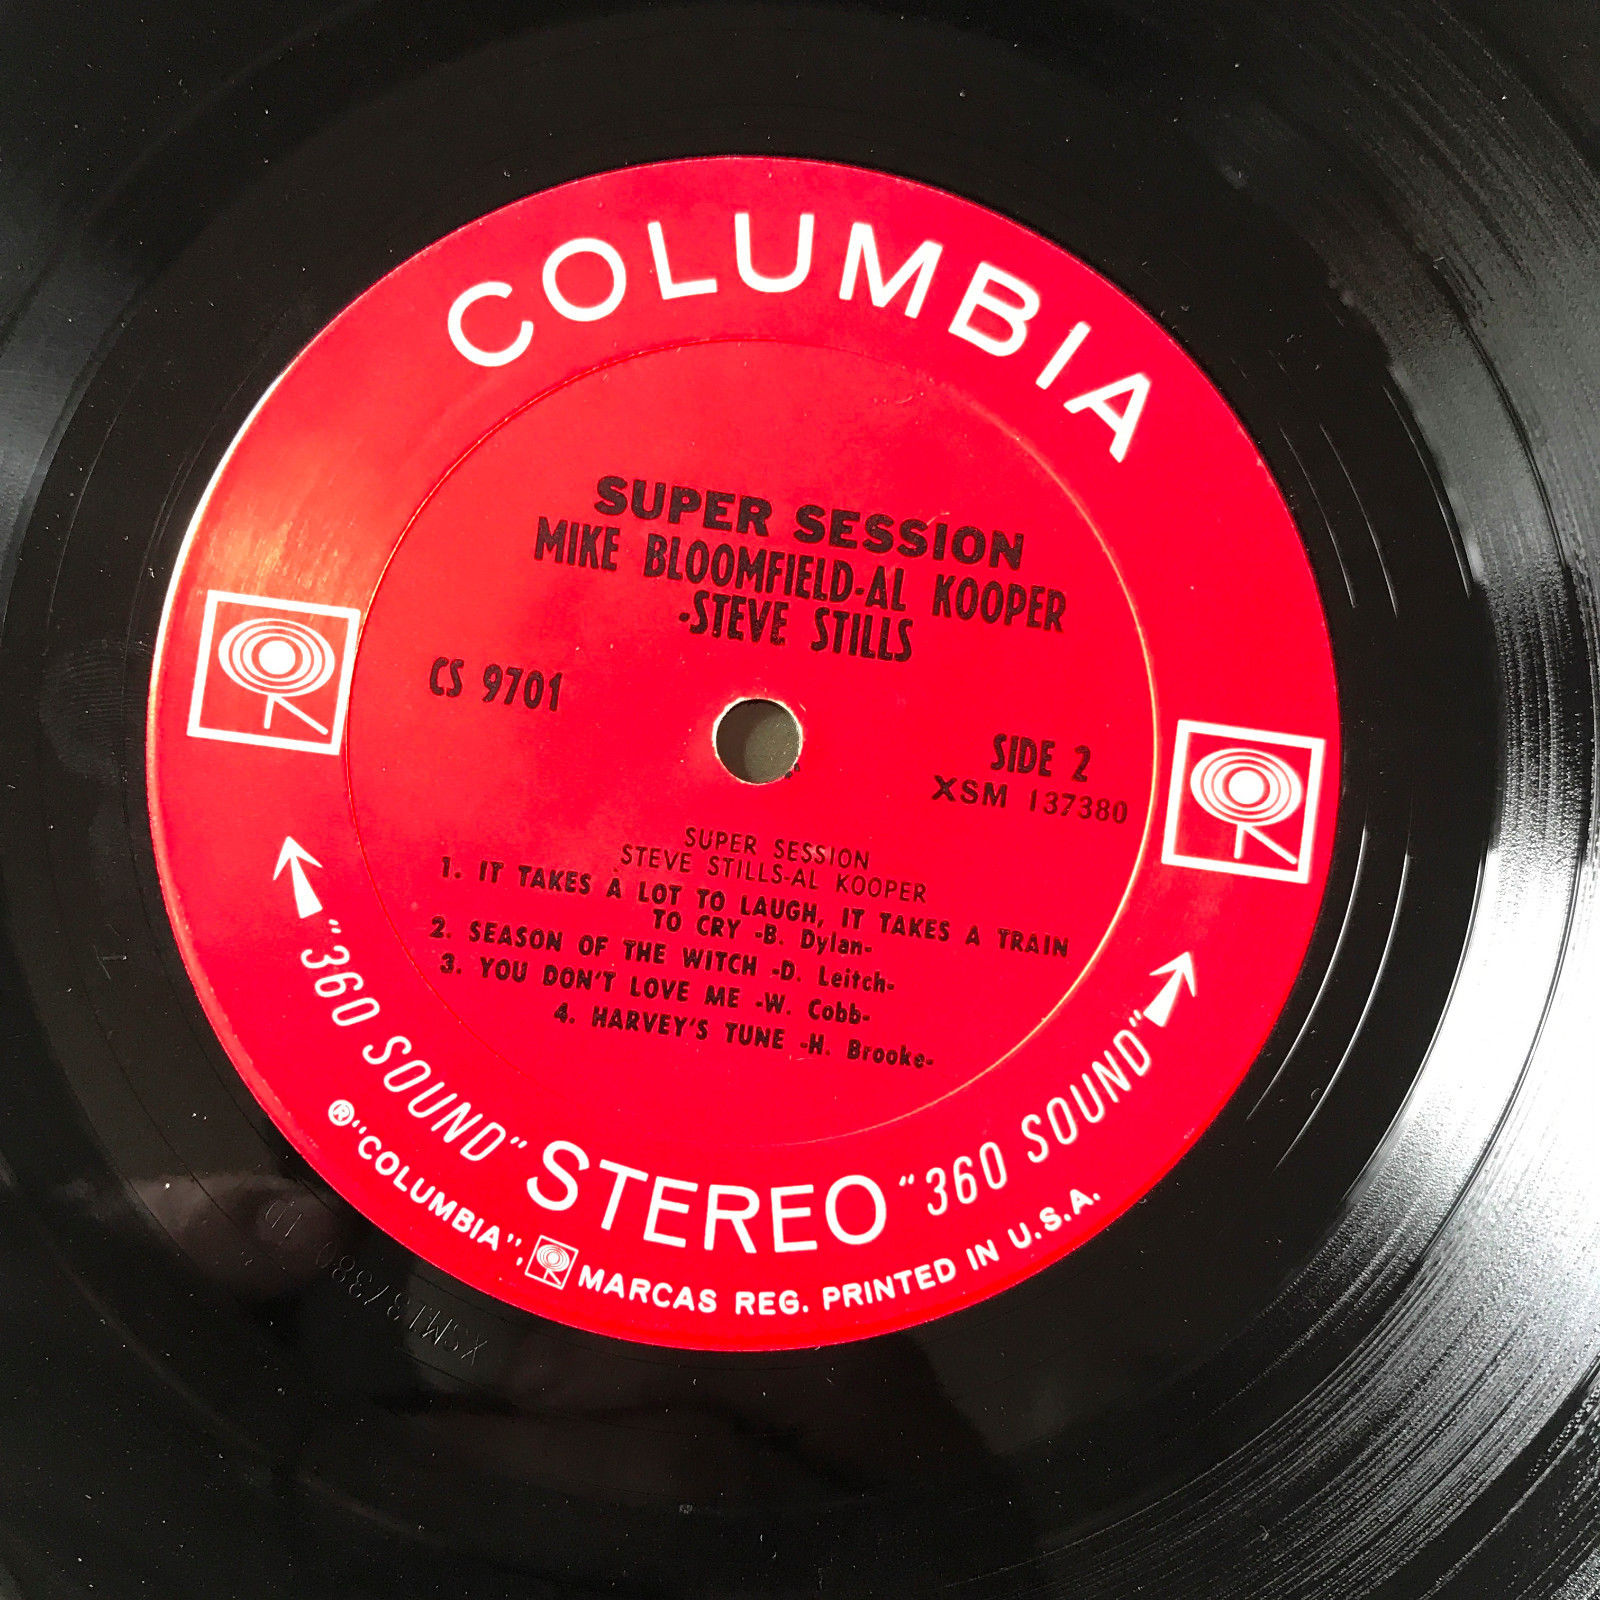 COLUMBIA
SUPER SESSION
MIKE BLOOMFIELD-AL KOOPER
-STEVE STILLS
CS 9701
SIDE 2
XSM 137380
SUPER SESSION
STEVE STILLS-AL KOOPER
1. IT TAKES A LOT TO LAUGH, IT TAKES A TRAIN
TO CRY -B. Dylan-
2. SEASON OF THE WITCH -D. Leitch-
3. YOU DON'T LOVE ME -W. Cobb-
4. HARVEY'S TUNE -H. Brooke-
"360 SOUND" STEREO "360 SOUND"
® "COLUMBIA", MARCAS REG. PRINTED IN U.S.A.
XSM137380 1D